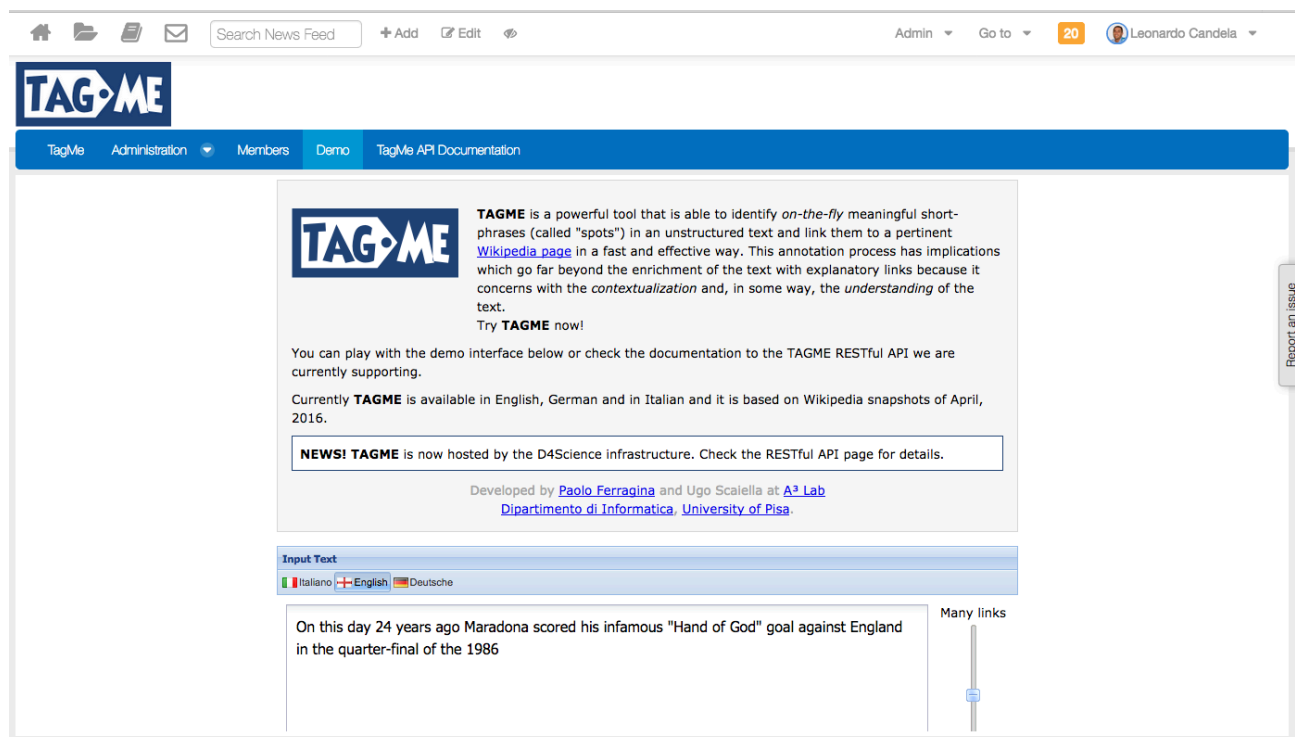 Search News Feed
Add
Edit
Admin
Go to
20
Leonardo Candela
TAG ME
TagMe
Administration
Members
Demo
TagMe API Documentation
TAG ME
TAGME is a powerful tool that is able to identify on-the-fly meaningful short-
phrases (called "spots") in an unstructured text and link them to a pertinent
Wikipedia page in a fast and effective way. This annotation process has implications
which go far beyond the enrichment of the text with explanatory links because it
concerns with the contextualization and, in some way, the understanding of the
text.
Try TAGME now!
You can play with the demo interface below or check the documentation to the TAGME RESTful API we are
currently supporting.
Currently TAGME is available in English, German and in Italian and it is based on Wikipedia snapshots of April,
2016.
NEWS! TAGME is now hosted by the D4Science infrastructure. Check the RESTful API page for details.
Developed by Paolo Ferragina and Ugo Scaiella at A³ Lab
Dipartimento di Informatica, University of Pisa.
Report an issue
Input Text
Italiano
English
Deutsche
On this day 24 years ago Maradona scored his infamous "Hand of God" goal against England
in the quarter-final of the 1986
Many links